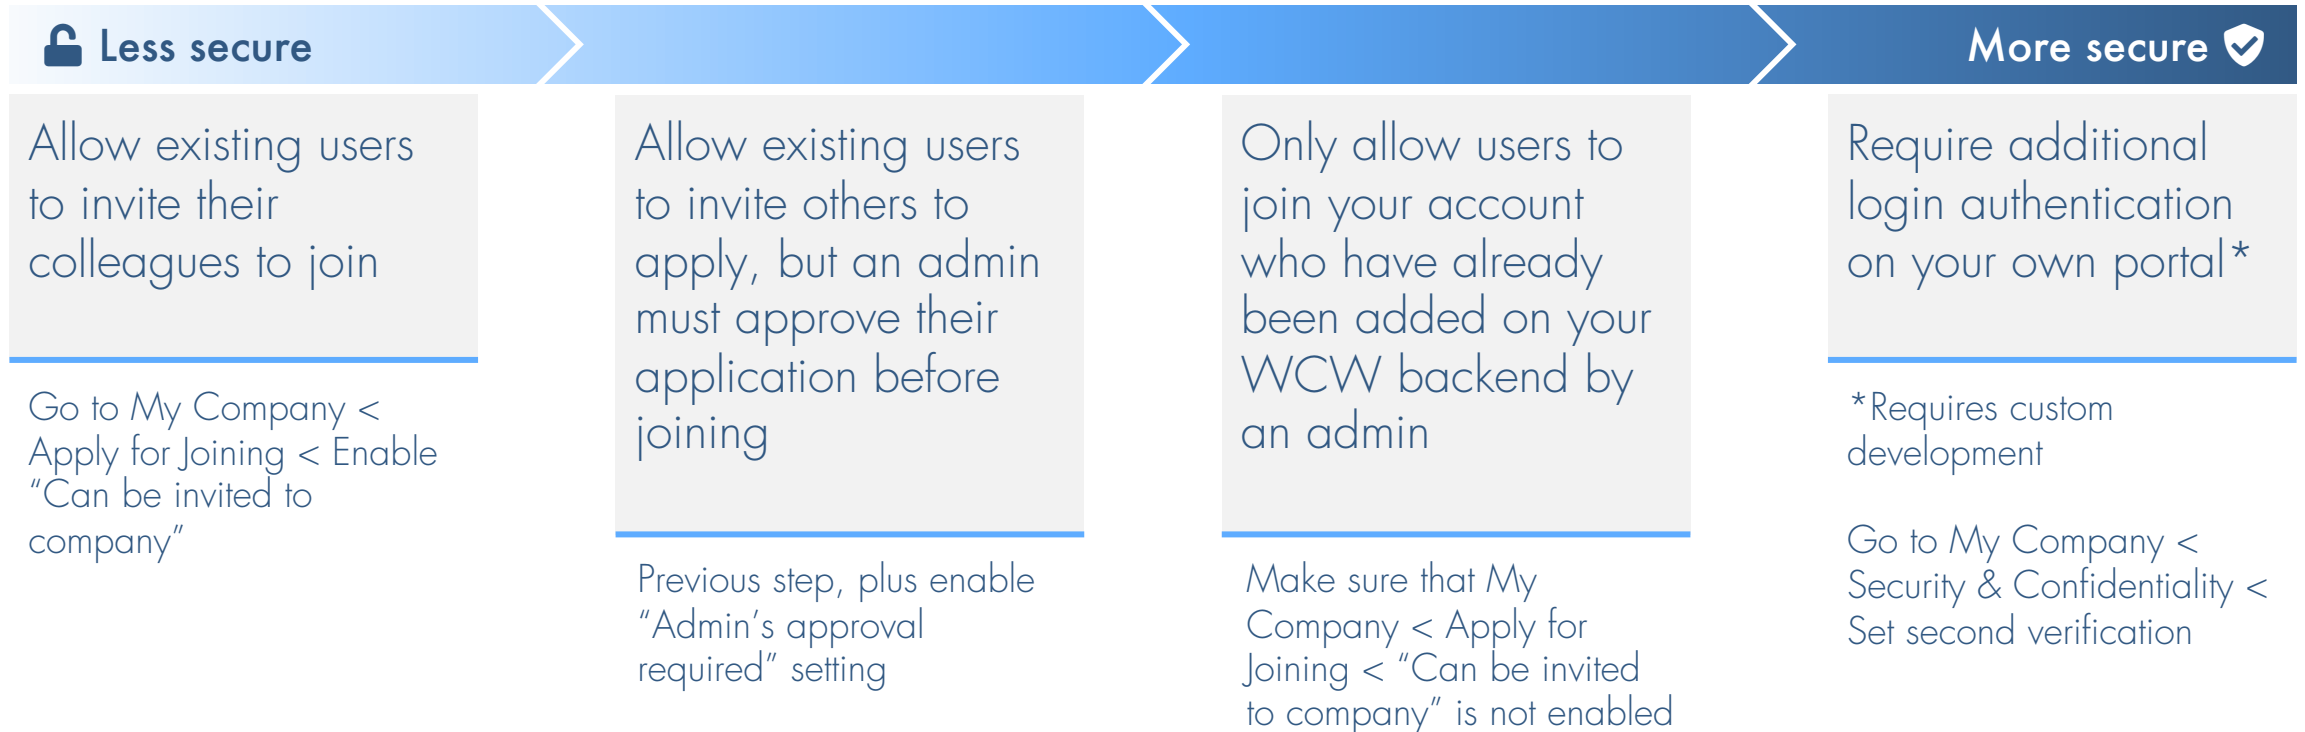 Less secure
More secure
Allow existing users
to invite their
colleagues to join
Go to My Company <
Apply for Joining < Enable
“Can be invited to
company”
Allow existing users
to invite others to
apply, but an admin
must approve their
application before
joining
Previous step, plus enable
“Admin’s approval
required” setting
Only allow users to
join your account
who have already
been added on your
WCW backend by
an admin
Make sure that My
Company < Apply for
Joining < “Can be invited
to company” is not enabled
Require additional
login authentication
on your own portal*
*Requires custom
development
Go to My Company <
Security & Confidentiality <
Set second verification